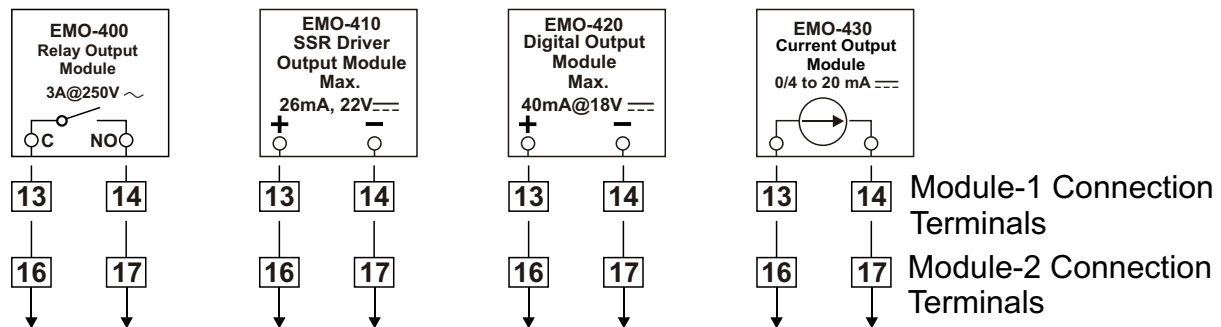 EMO-400
Relay Output
Module
3A@250V ~
C NO
13 14
16 17
EMO-410
SSR Driver
Output Module
Max.
26mA, 22V
+ −
13 14
16 17
EMO-420
Digital Output
Module
Max.
40mA@18V
+ −
13 14
16 17
EMO-430
Current Output
Module
0/4 to 20 mA
13 14
16 17
Module-1 Connection
Terminals
Module-2 Connection
Terminals